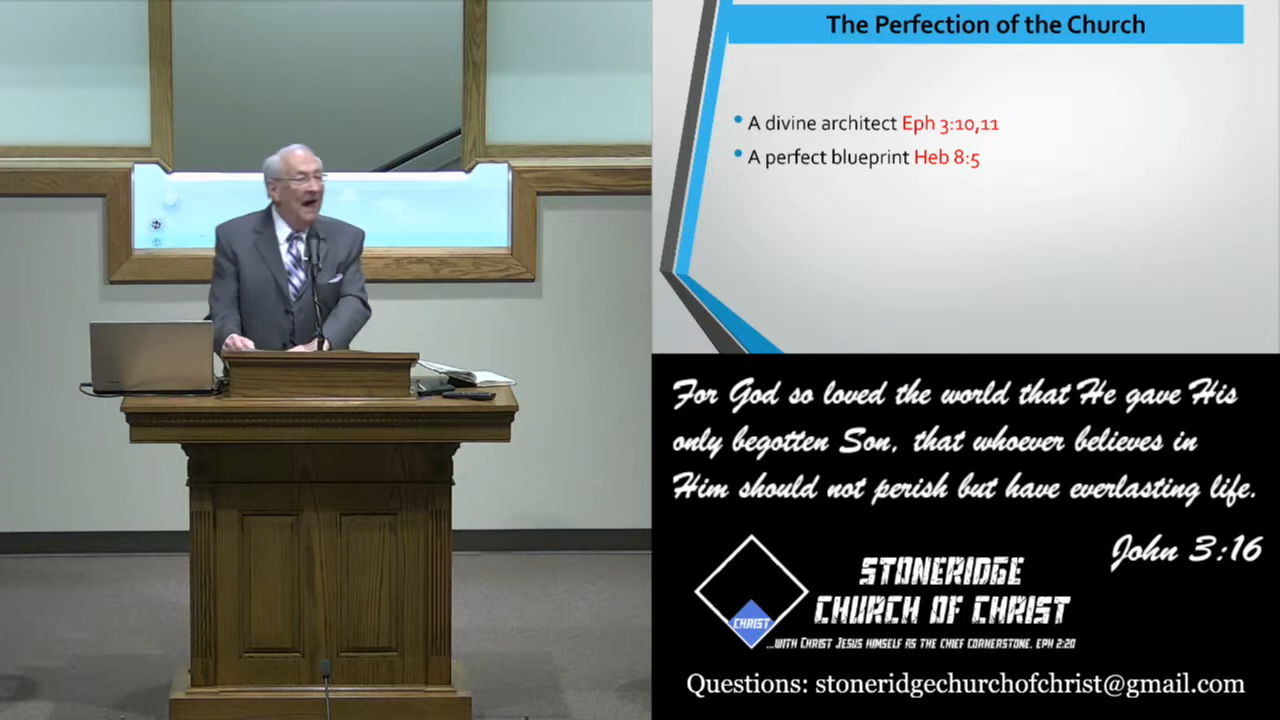 The Perfection of the Church
• A divine architect Eph 3:10,11
• A perfect blueprint Heb 8:5
For God so loved the world that He gave His
only begotten Son, that whoever believes in
Him should not perish but have everlasting life.
John 3:16
STONERIDGE
CHURCH OF CHRIST
CHRIST
...WITH CHRIST JESUS HIMSELF AS THE CHIEF CORNERSTONE. EPH 2:20
Questions: stoneridgechurchofchrist@gmail.com